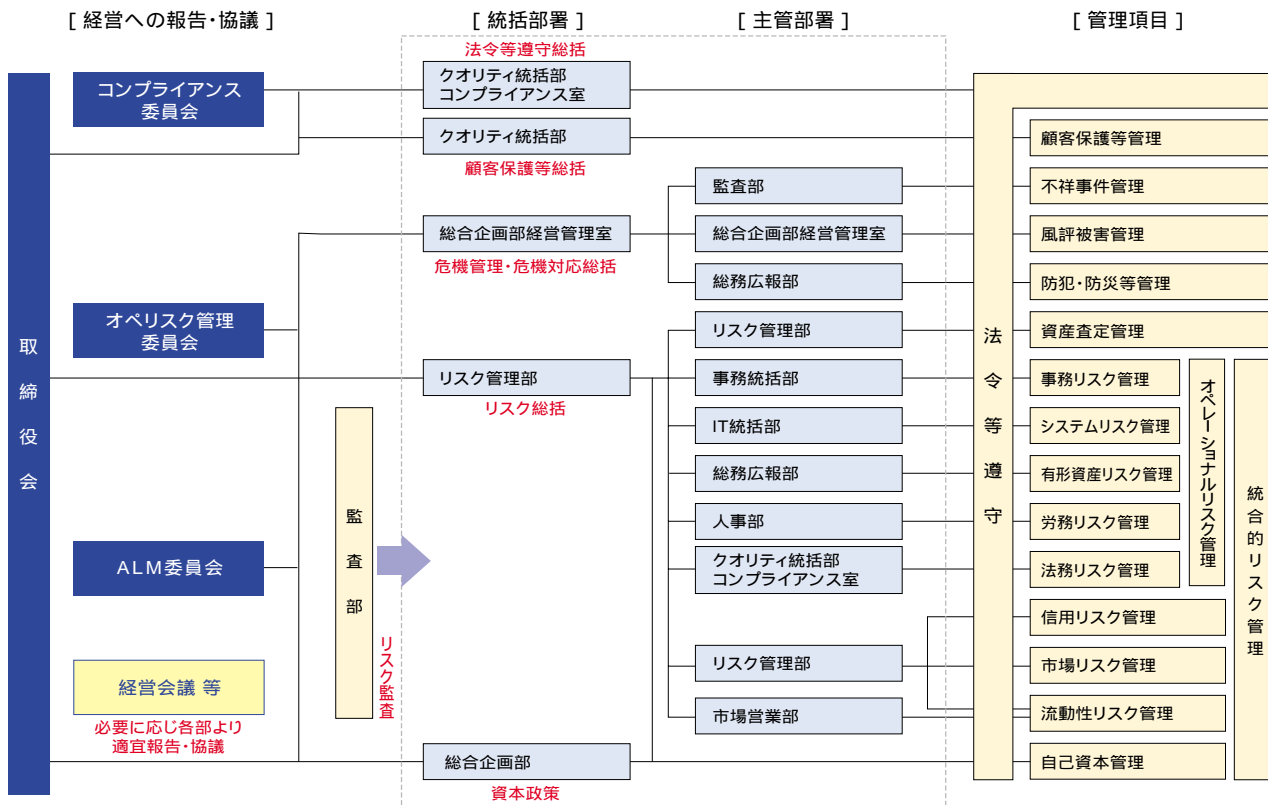 [ 経営への報告・協議 ]
[ 統括部署 ]
[ 主管部署 ]
[ 管理項目 ]
取締役会
コンプライアンス
委員会
オペリスク管理
委員会
ALM委員会
経営会議 等
必要に応じ各部より
適宜報告・協議
監査部
リスク監査
法令等遵守総括
クオリティ統括部
コンプライアンス室
クオリティ統括部
顧客保護等総括
総合企画部経営管理室
危機管理・危機対応総括
リスク管理部
リスク総括
総合企画部
資本政策
監査部
総合企画部経営管理室
総務広報部
リスク管理部
事務統括部
IT統括部
総務広報部
人事部
クオリティ統括部
コンプライアンス室
リスク管理部
市場営業部
法令等遵守
顧客保護等管理
不祥事件管理
風評被害管理
防犯・防災等管理
資産査定管理
事務リスク管理
システムリスク管理
有形資産リスク管理
労務リスク管理
法務リスク管理
信用リスク管理
市場リスク管理
流動性リスク管理
自己資本管理
オペレーショナルリスク管理
統合的リスク管理